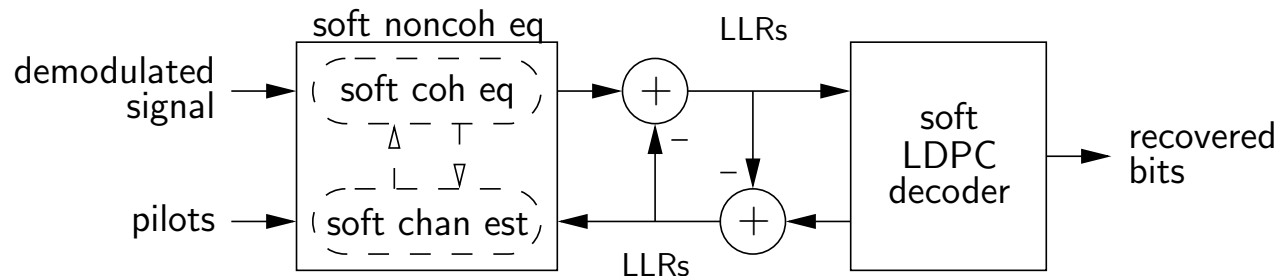 soft noncoh eq
LLRs
demodulated
signal
soft coh eq
+
−
soft
LDPC
decoder
recovered
bits
−
pilots
soft chan est
+
LLRs